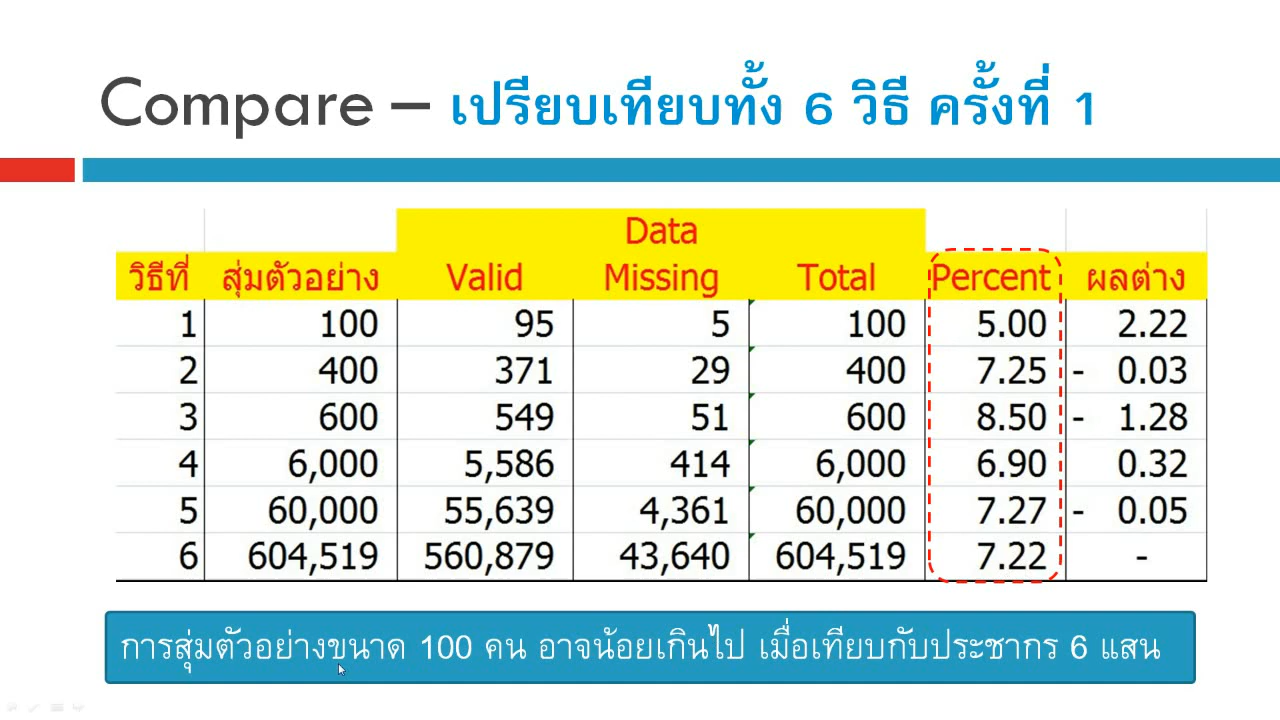 Compare – เปรียบเทียบทั้ง 6 วิธี ครั้งที่ 1
Data
วิธีที่ สุ่มตัวอย่าง Valid Missing Total Percent ผลต่าง
1 100 95 5 100 5.00 2.22
2 400 371 29 400 7.25 - 0.03
3 600 549 51 600 8.50 - 1.28
4 6,000 5,586 414 6,000 6.90 0.32
5 60,000 55,639 4,361 60,000 7.27 - 0.05
6 604,519 560,879 43,640 604,519 7.22 -
การสุ่มตัวอย่างขนาด 100 คน อาจน้อยเกินไป เมื่อเทียบกับประชากร 6 แสน